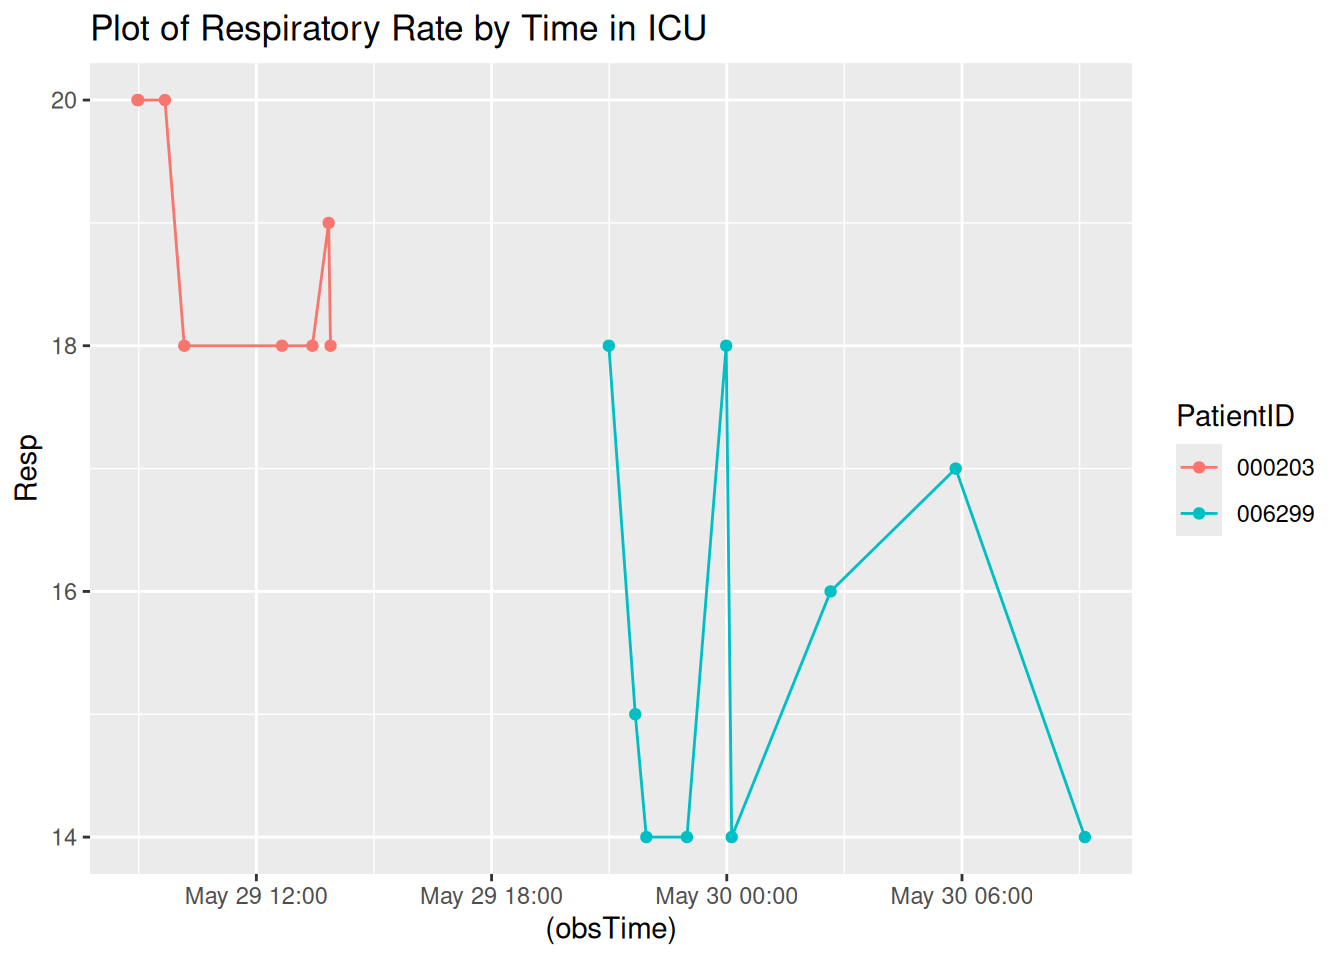 Plot of Respiratory Rate by Time in ICU
20
18
16
14
Resp
May 29 12:00
May 29 18:00
May 30 00:00
May 30 06:00
(obsTime)
PatientID
000203
006299